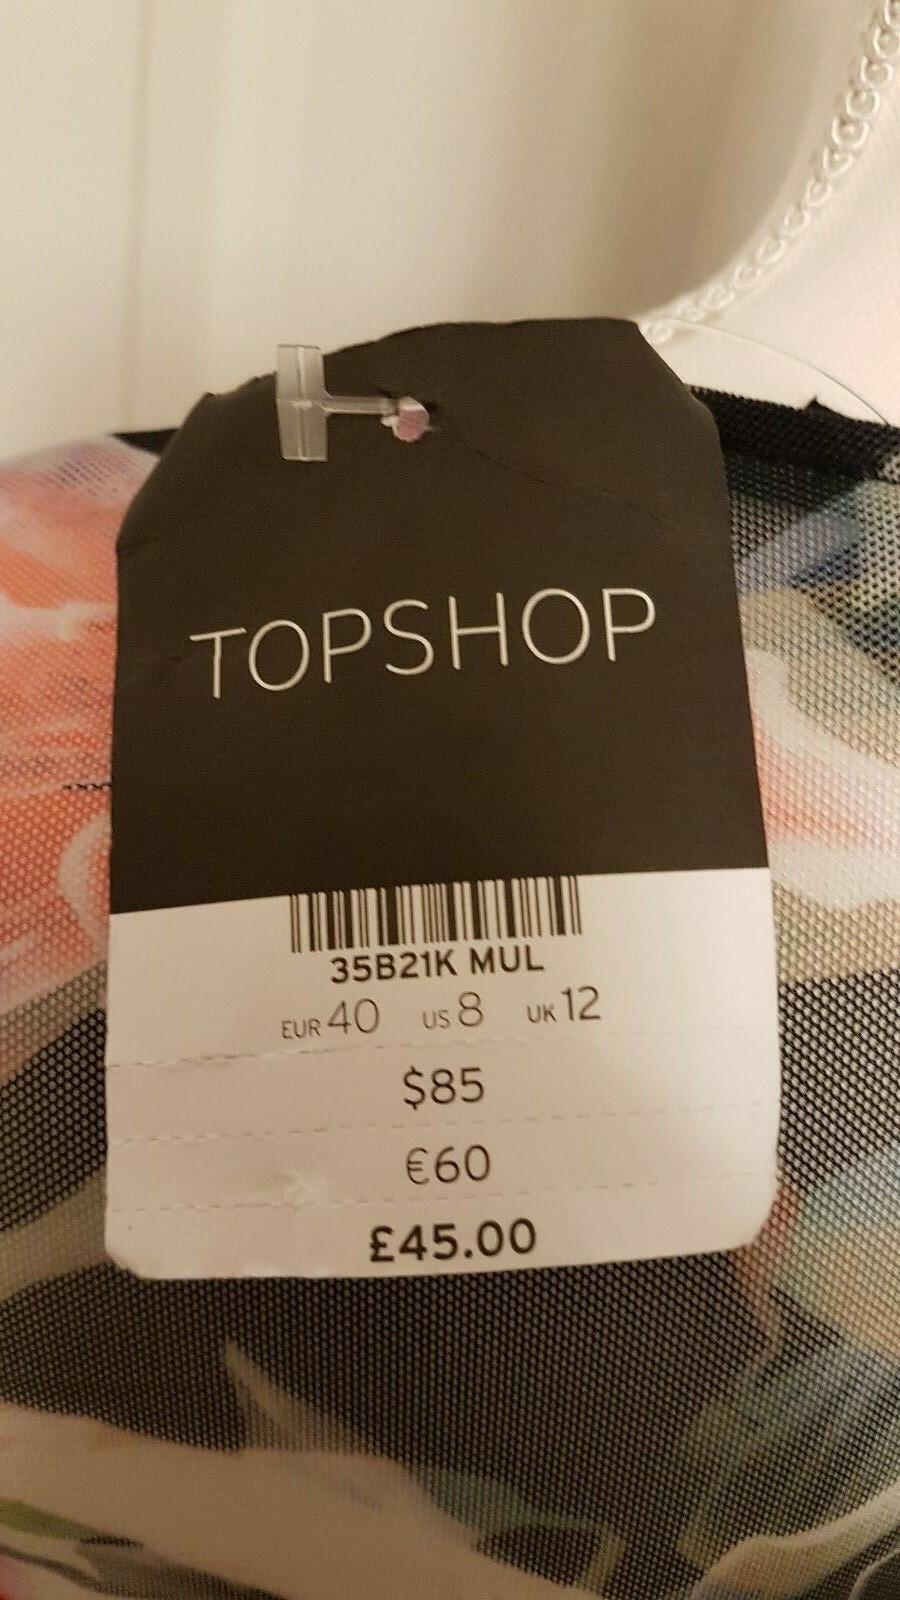 TOPSHOP
35B21K MUL
EUR 40 US 8 UK 12
$85
€60
£45.00